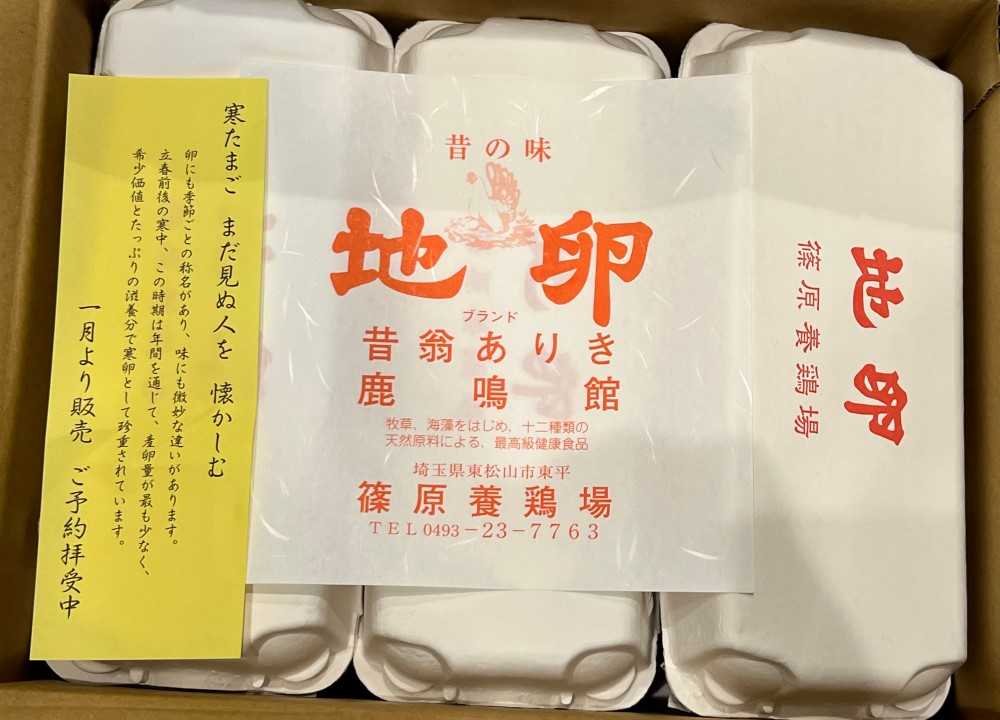 寒たまご まだ見ぬ人を 懐かしむ
卵にも季節ごとの称名があり、味にも微妙な違いがあります。
立春前後の寒中、この時期は年間を通じて、産卵量が最も少なく、
希少価値とたっぷりの滋養分で寒卵として珍重されています。
一月より販売 ご予約拝受中
昔の味
地卵
ブランド
昔翁ありき
鹿鳴館
牧草、海藻をはじめ、十二種類の
天然原料による、最高級健康食品
埼玉県東松山市東平
篠原養鶏場
TEL0493-23-7763
地卵
篠原養鶏場